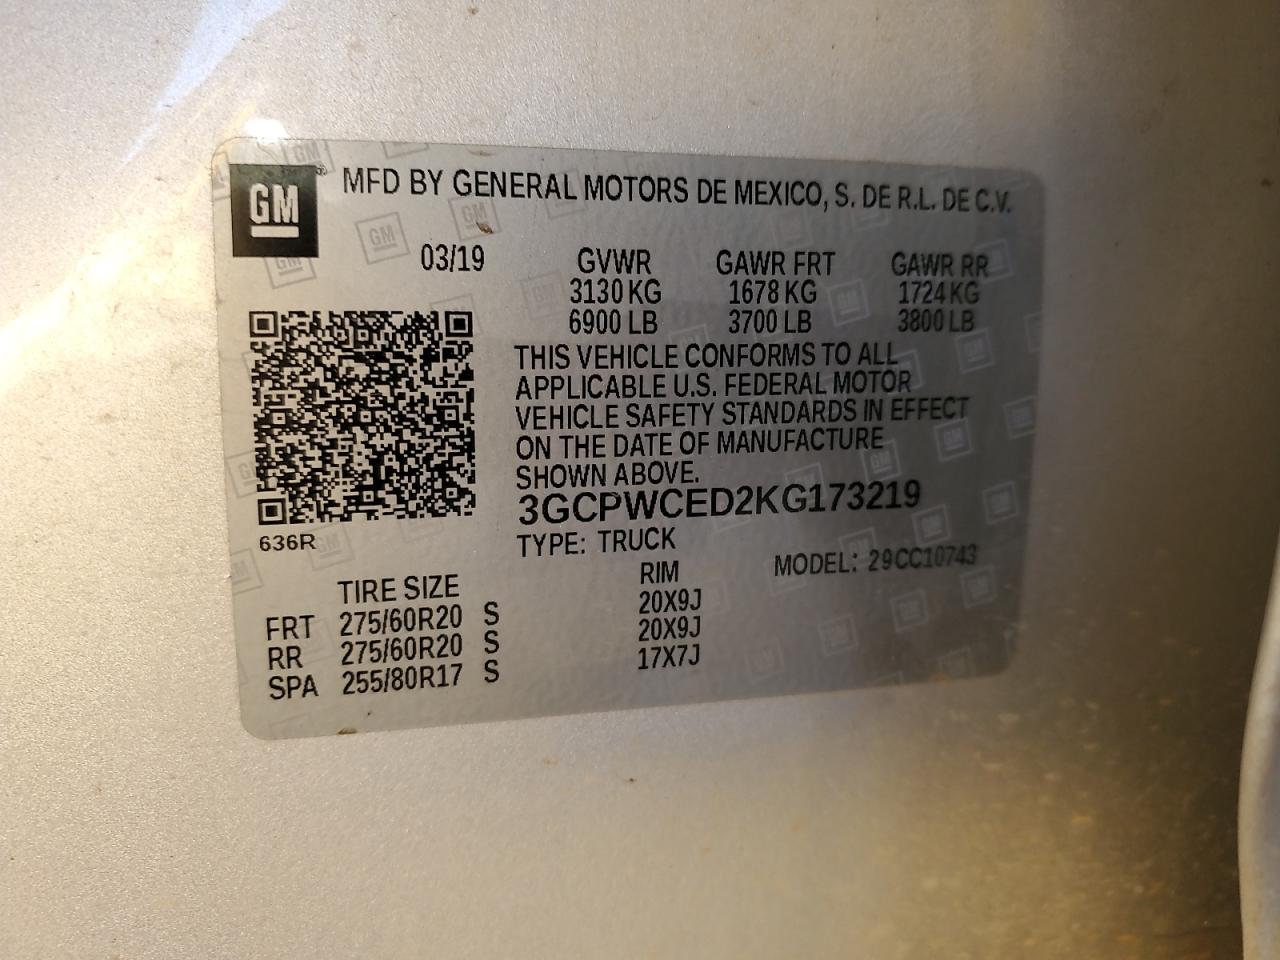 GM MFD BY GENERAL MOTORS DE MEXICO, S. DE R.L. DE C.V.
03/19 GVWR GAWR FRT GAWR RR
3130 KG 1678 KG 1724 KG
6900 LB 3700 LB 3800 LB
THIS VEHICLE CONFORMS TO ALL
APPLICABLE U.S. FEDERAL MOTOR
VEHICLE SAFETY STANDARDS IN EFFECT
ON THE DATE OF MANUFACTURE
SHOWN ABOVE.
3GCPWCED2KG173219
636R
TYPE: TRUCK MODEL: 29CC10743
TIRE SIZE RIM
FRT 275/60R20 S 20X9J
RR 275/60R20 S 20X9J
SPA 255/80R17 S 17X7J